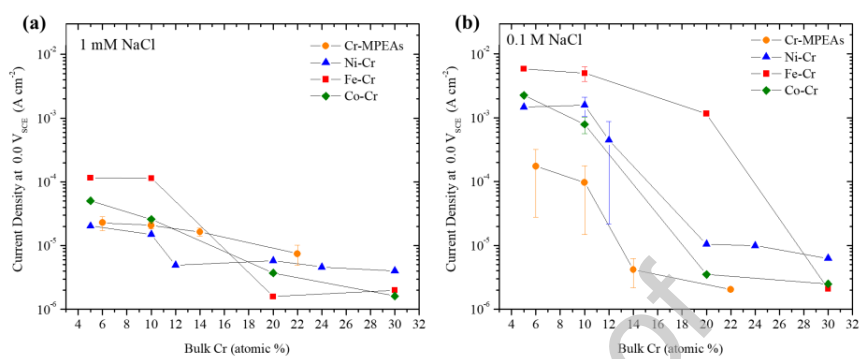 (a)
1 mM NaCl
Cr-MPEAs
Ni-Cr
Fe-Cr
Co-Cr
Current Density at 0.0 V_SCE (A cm⁻²)
10⁻²
10⁻³
10⁻⁴
10⁻⁵
10⁻⁶
4 6 8 10 12 14 16 18 20 22 24 26 28 30 32
Bulk Cr (atomic %)
(b)
0.1 M NaCl
Cr-MPEAs
Ni-Cr
Fe-Cr
Co-Cr
Current Density at 0.0 V_SCE (A cm⁻²)
10⁻²
10⁻³
10⁻⁴
10⁻⁵
10⁻⁶
4 6 8 10 12 14 16 18 20 22 24 26 28 30 32
Bulk Cr (atomic %)
of